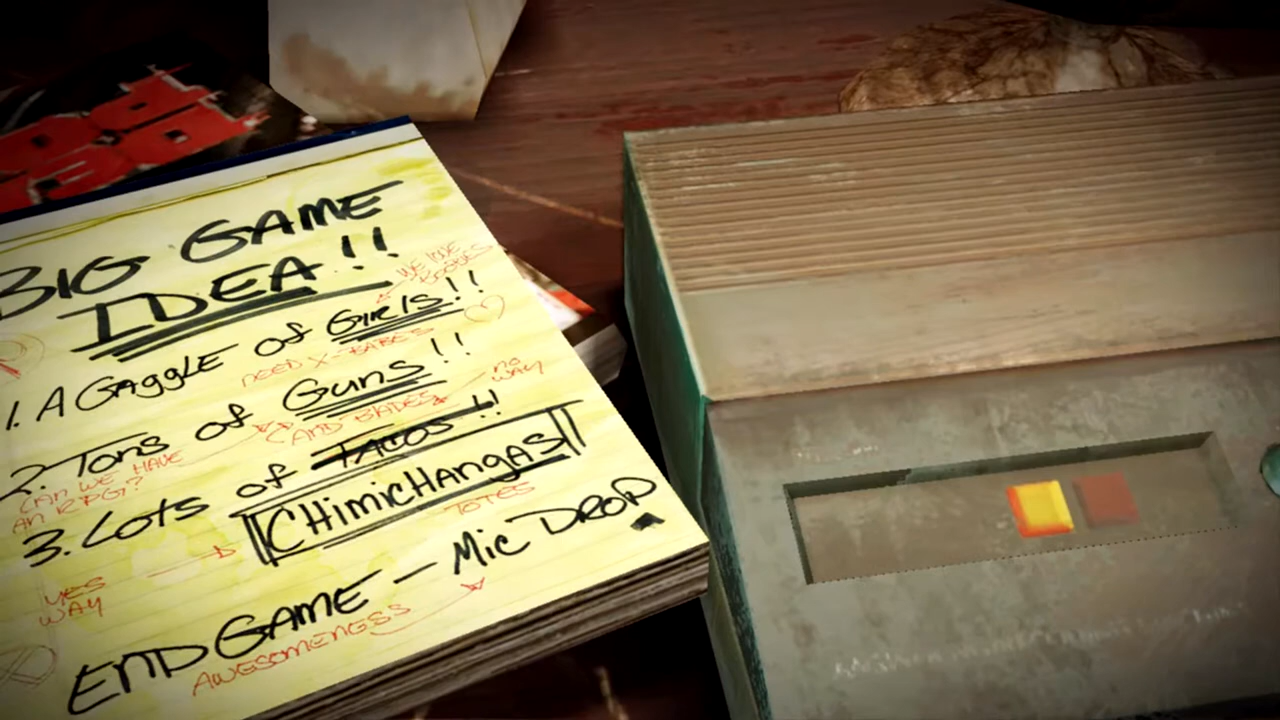 BIG GAME
IDEA!!
WE LOVE
BOOBIES
1. A GAGGLE of Girls!!
NEED X-BABES
2. Tons of Guns!!
(AND BLADES)
NO
WAY
CAN WE HAVE
AN RPG?
3. Lots of Tacos!!
CHimicHangas
TOTES
YES
WAY
END GAME - Mic DROP
AWESOMENESS